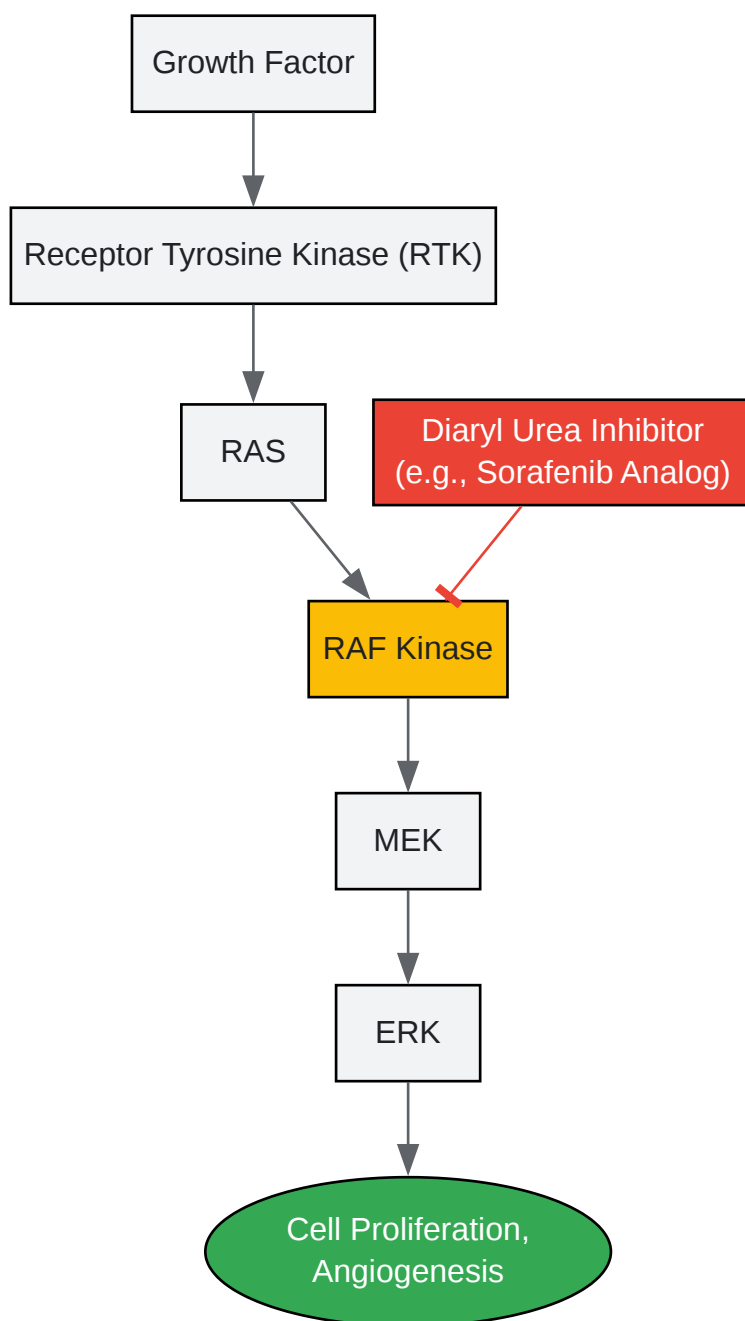 Growth Factor
Receptor Tyrosine Kinase (RTK)
RAS
Diaryl Urea Inhibitor
(e.g., Sorafenib Analog)
RAF Kinase
MEK
ERK
Cell Proliferation,
Angiogenesis